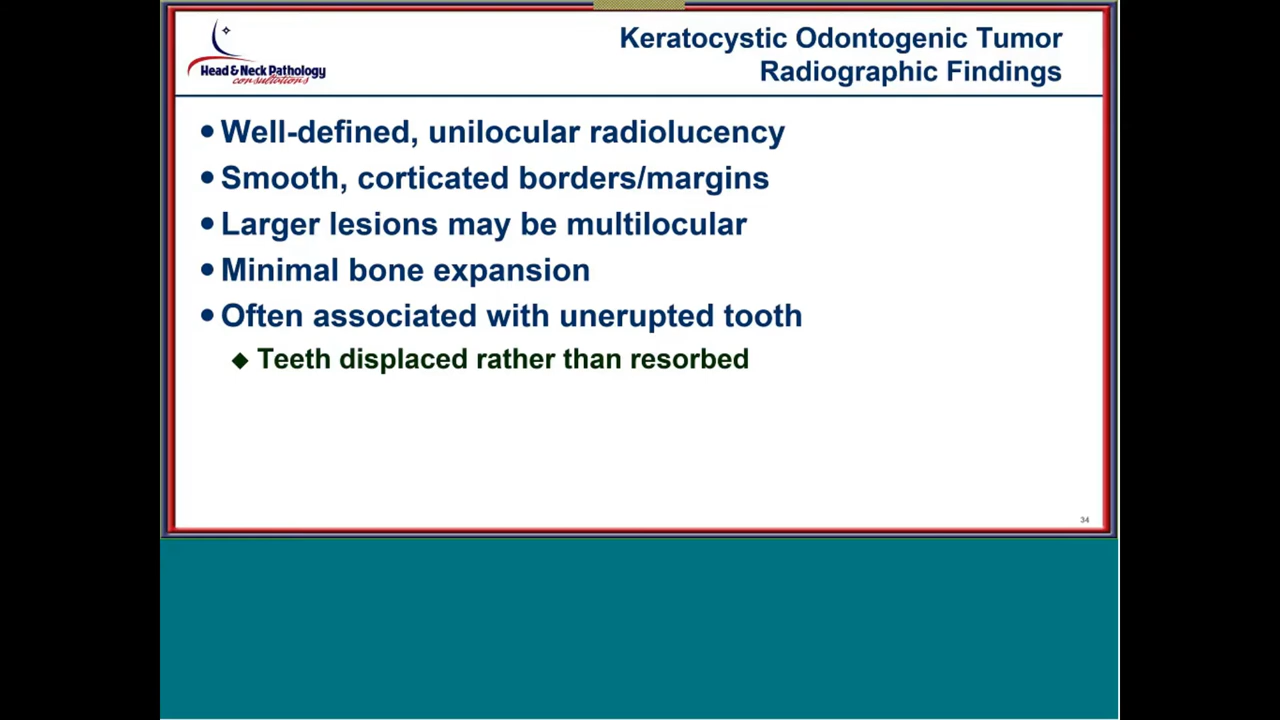 Head & Neck Pathology
consultations
Keratocystic Odontogenic Tumor
Radiographic Findings
• Well-defined, unilocular radiolucency
• Smooth, corticated borders/margins
• Larger lesions may be multilocular
• Minimal bone expansion
• Often associated with unerupted tooth
◆ Teeth displaced rather than resorbed
34